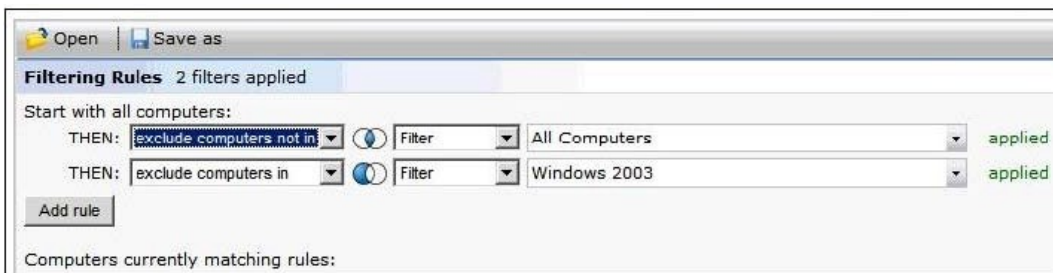 Open Save as
Filtering Rules 2 filters applied
Start with all computers:
THEN: exclude computers not in Filter All Computers applied
THEN: exclude computers in Filter Windows 2003 applied
Add rule
Computers currently matching rules: